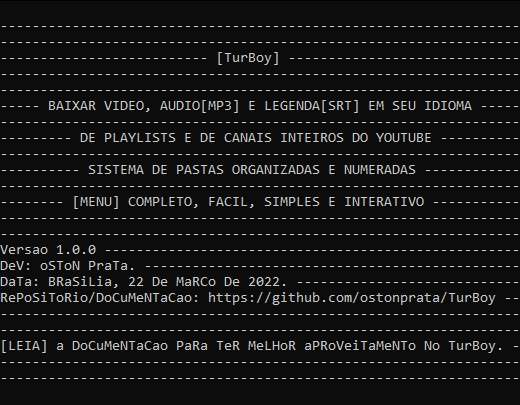 [TurBoy]
BAIXAR VIDEO, AUDIO[MP3] E LEGENDA[SRT] EM SEU IDIOMA
DE PLAYLISTS E DE CANAIS INTEIROS DO YOUTUBE
SISTEMA DE PASTAS ORGANIZADAS E NUMERADAS
[MENU] COMPLETO, FACIL, SIMPLES E INTERATIVO
Versao 1.0.0
DeV: oSToN PraTa.
DaTa: BRaSiLia, 22 De MaRCo De 2022.
RePoSiToRio/DoCuMeNTaCao: https://github.com/ostonprata/TurBoy
[LEIA] a DoCuMeNTaCao PaRa TeR MeLHoR aPRoVeiTaMeNTo No TurBoy.